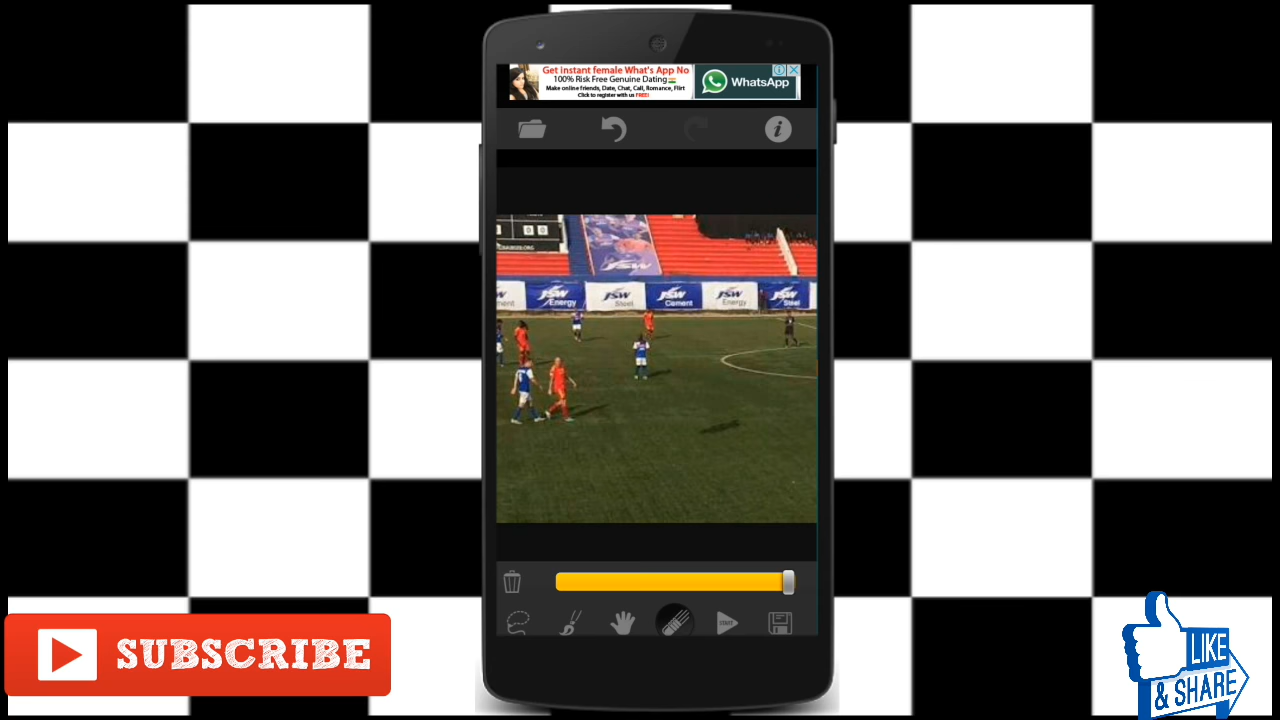 Get instant female What's App No
100% Risk Free Genuine Dating
Make online friends, Date, Chat, Call, Romance, Flirt
Click to register with us FREE!
WhatsApp
0 0
JSW
JSW
Energy
JSW
Steel
JSW
Cement
JSW
Energy
JSW
Steel
START
SUBSCRIBE
LIKE
& SHARE